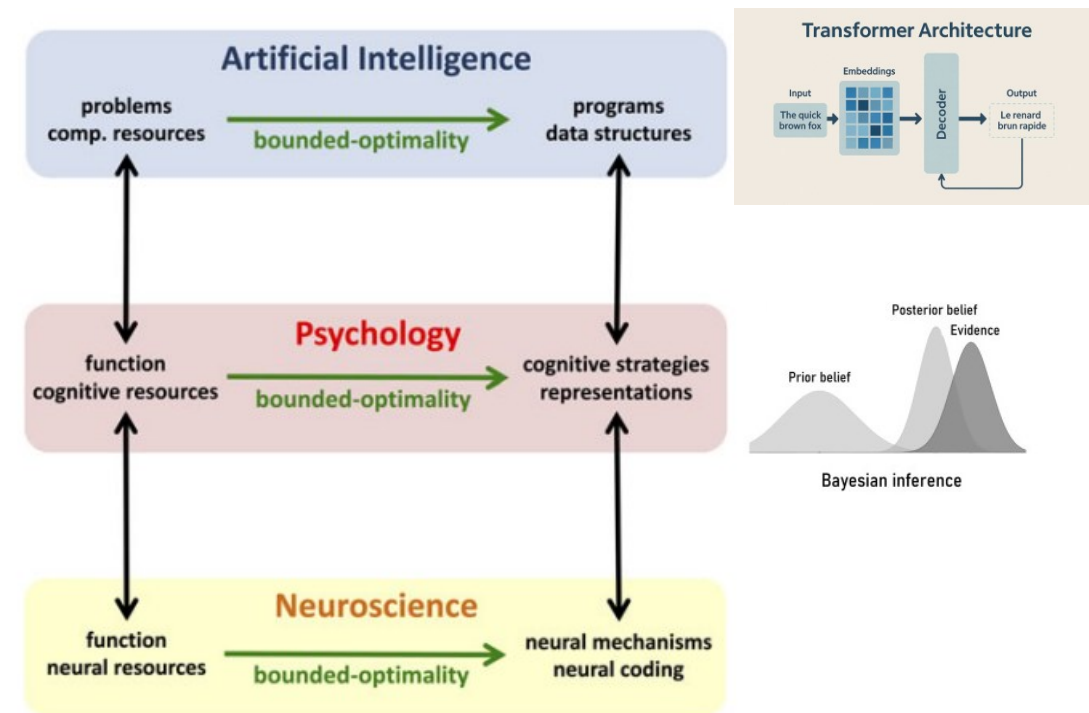 Artificial Intelligence
problems
comp. resources
bounded-optimality
programs
data structures
Transformer Architecture
Input
The quick
brown fox
Embeddings
Decoder
Output
Le renard
brun rapide
Psychology
function
cognitive resources
bounded-optimality
cognitive strategies
representations
Prior belief
Posterior belief
Evidence
Bayesian inference
Neuroscience
function
neural resources
bounded-optimality
neural mechanisms
neural coding